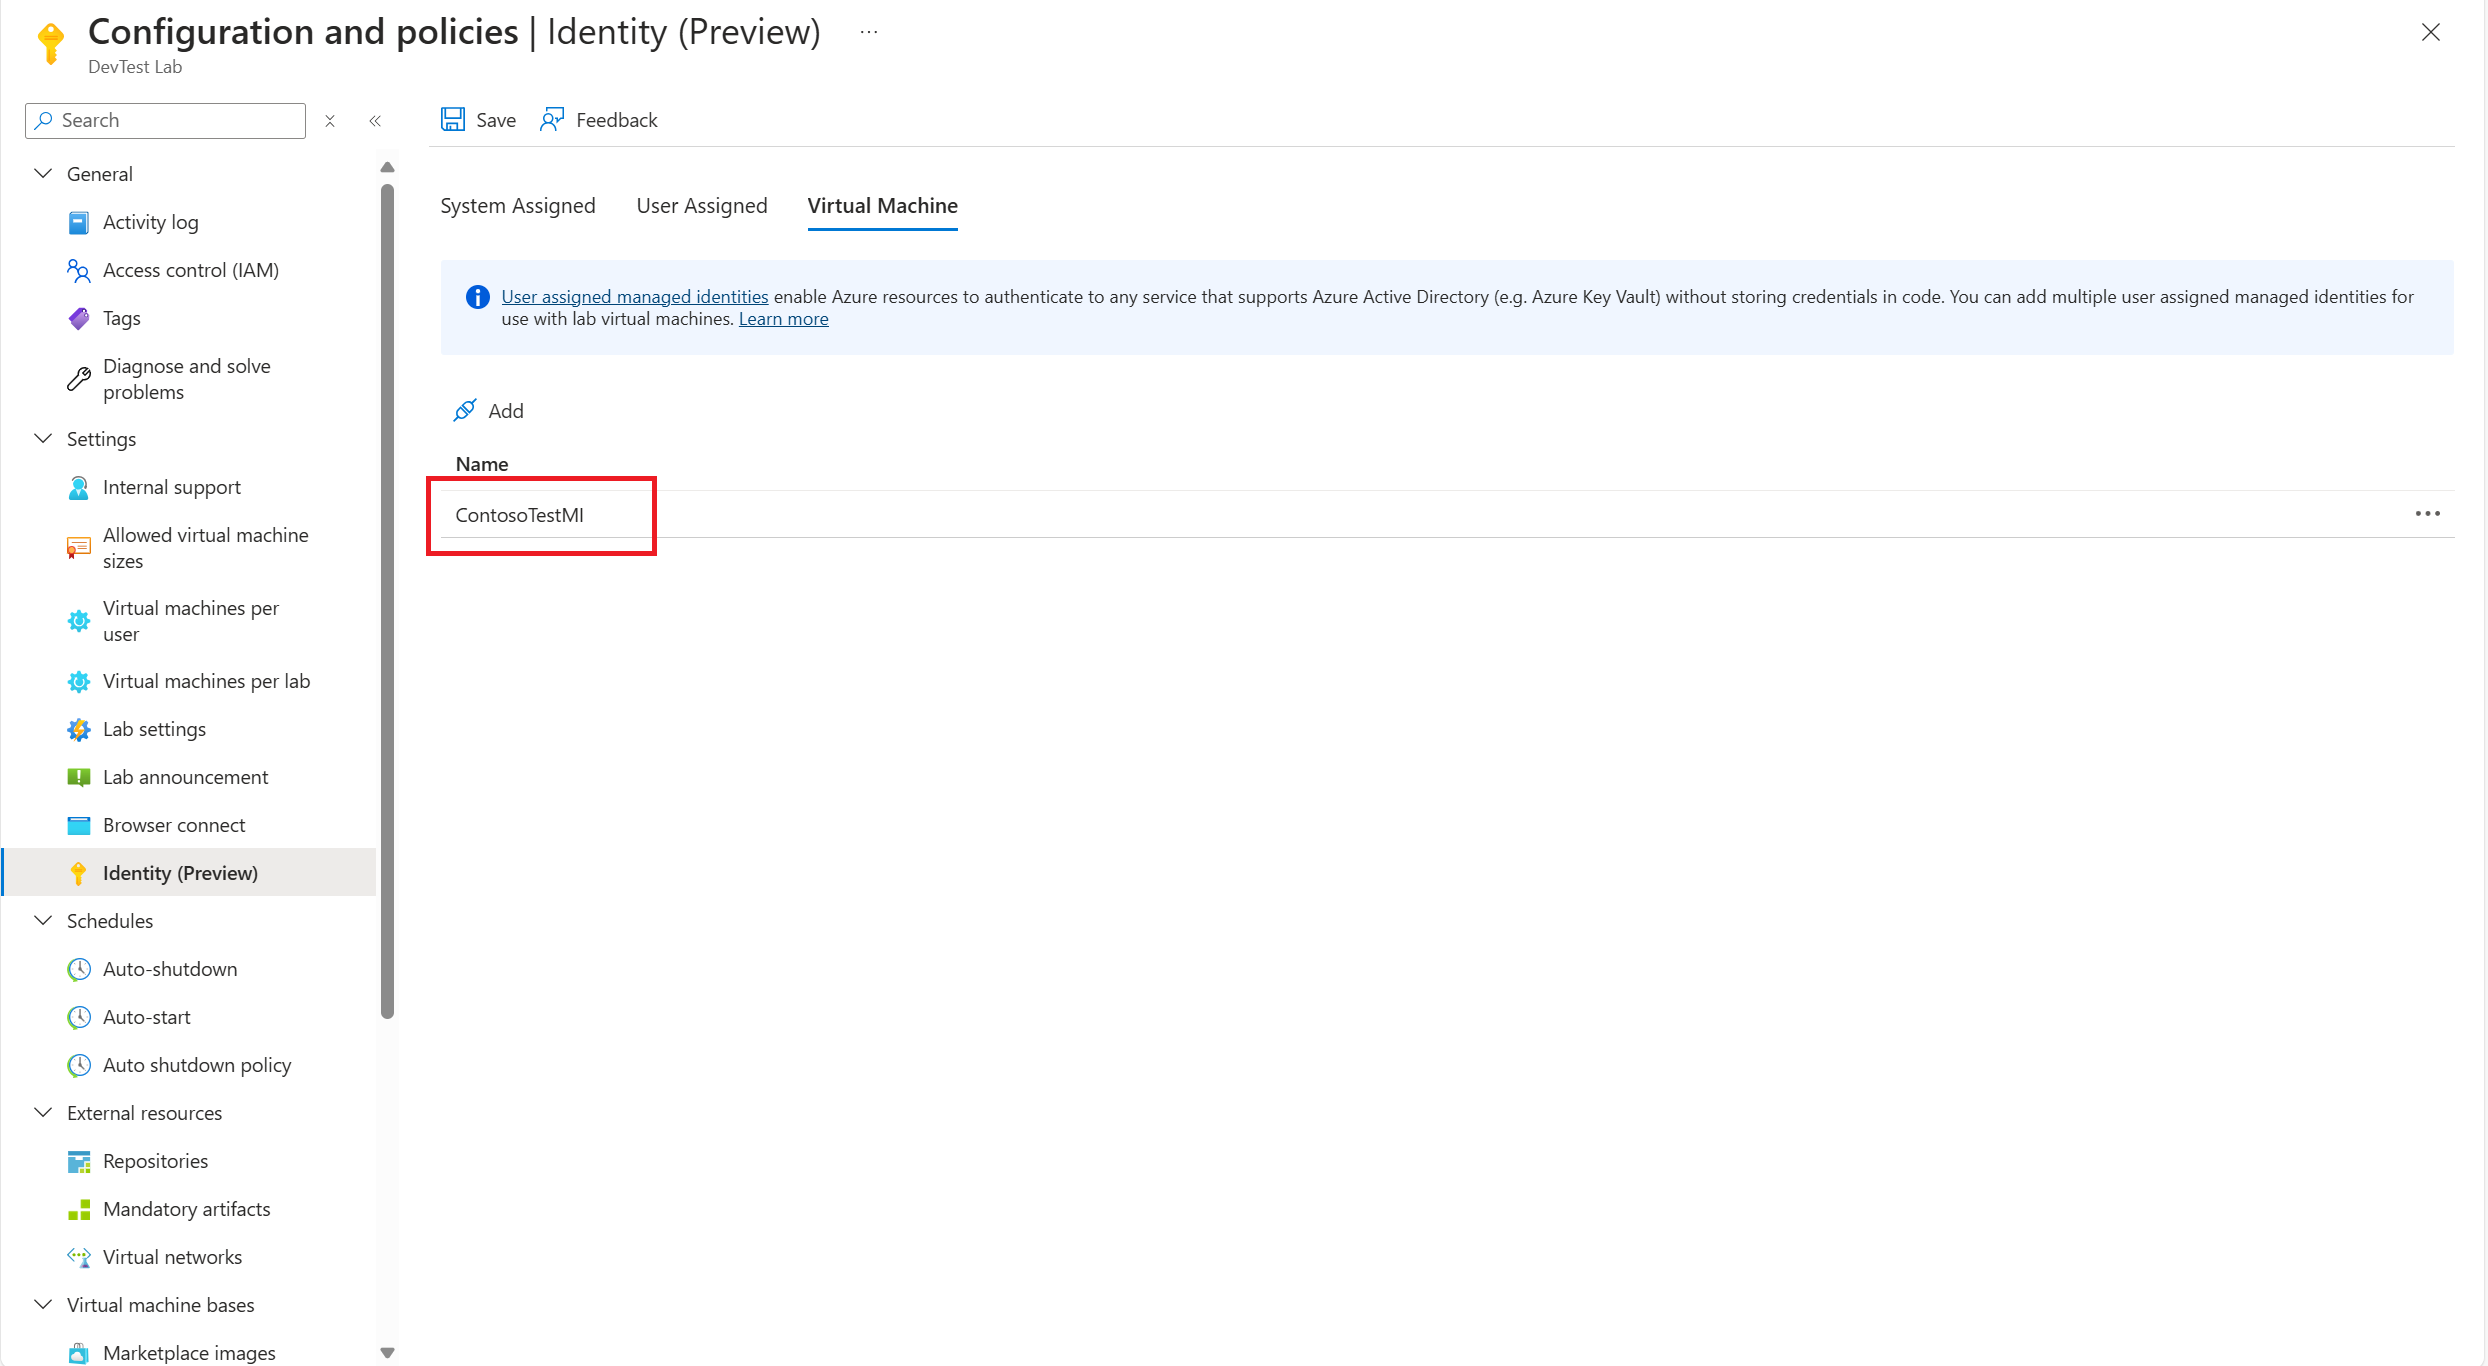 Configuration and policies | Identity (Preview) ...
DevTest Lab
Search
Save
Feedback
General
Activity log
Access control (IAM)
Tags
Diagnose and solve
problems
Settings
Internal support
Allowed virtual machine
sizes
Virtual machines per
user
Virtual machines per lab
Lab settings
Lab announcement
Browser connect
Identity (Preview)
Schedules
Auto-shutdown
Auto-start
Auto shutdown policy
External resources
Repositories
Mandatory artifacts
Virtual networks
Virtual machine bases
Marketplace images
System Assigned
User Assigned
Virtual Machine
User assigned managed identities enable Azure resources to authenticate to any service that supports Azure Active Directory (e.g. Azure Key Vault) without storing credentials in code. You can add multiple user assigned managed identities for
use with lab virtual machines. Learn more
Add
Name
ContosoTestMI